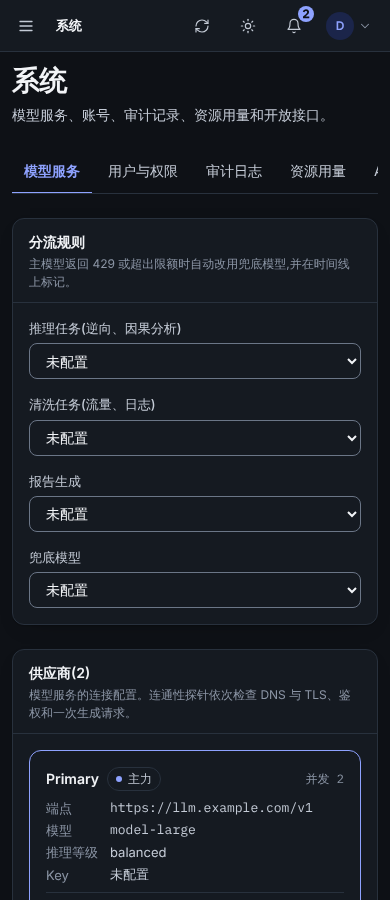 系统
2
D
系统
模型服务、账号、审计记录、资源用量和开放接口。
模型服务 用户与权限 审计日志 资源用量
分流规则
主模型返回 429 或超出限额时自动改用兜底模型,并在时间线
上标记。
推理任务(逆向、因果分析)
未配置
清洗任务(流量、日志)
未配置
报告生成
未配置
兜底模型
未配置
供应商(2)
模型服务的连接配置。连通性探针依次检查 DNS 与 TLS、鉴
权和一次生成请求。
Primary 主力 并发 2
端点 https://llm.example.com/v1
模型 model-large
推理等级 balanced
Key 未配置